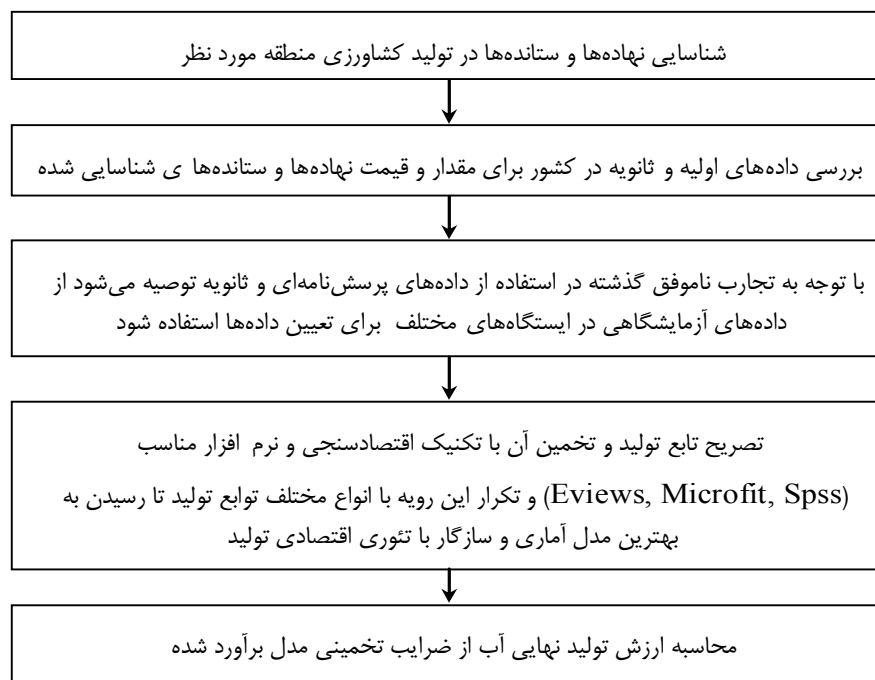 شناسایی نهاده‌ها و ستانده‌ها در تولید کشاورزی منطقه مورد نظر
بررسی داده‌های اولیه و ثانویه در کشور برای مقدار و قیمت نهاده‌ها و ستانده‌ها ی شناسایی شده
با توجه به تجارب ناموفق گذشته در استفاده از داده‌های پرسش‌نامه‌ای و ثانویه توصیه می‌شود از
داده‌های آزمایشگاهی در ایستگاه‌های مختلف برای تعیین داده‌ها استفاده شود
تصریح تابع تولید و تخمین آن با تکنیک اقتصادسنجی و نرم افزار مناسب
(Eviews, Microfit, Spss) و تکرار این رویه با انواع مختلف توابع تولید تا رسیدن به
بهترین مدل آماری و سازگار با تئوری اقتصادی تولید
محاسبه ارزش تولید نهایی آب از ضرایب تخمینی مدل برآورد شده